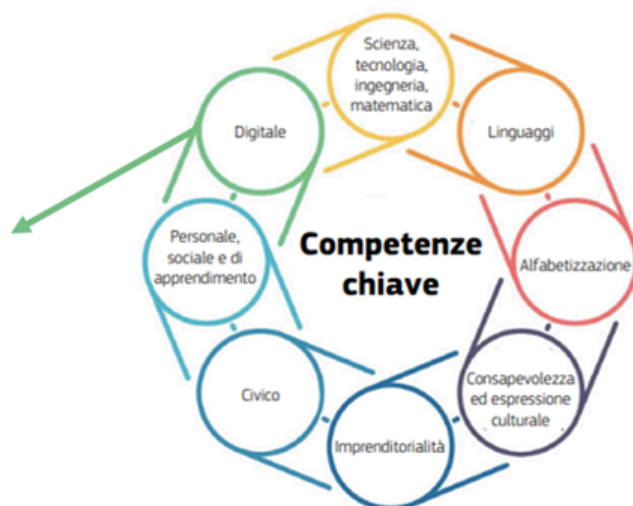 Scienza,
tecnologia,
ingegneria,
matematica
Digitale
Linguaggi
Personale,
sociale e di
apprendimento
Competenze
chiave
Alfabetizzazione
Civico
Consapevolezza
ed espressione
culturale
Imprenditorialità